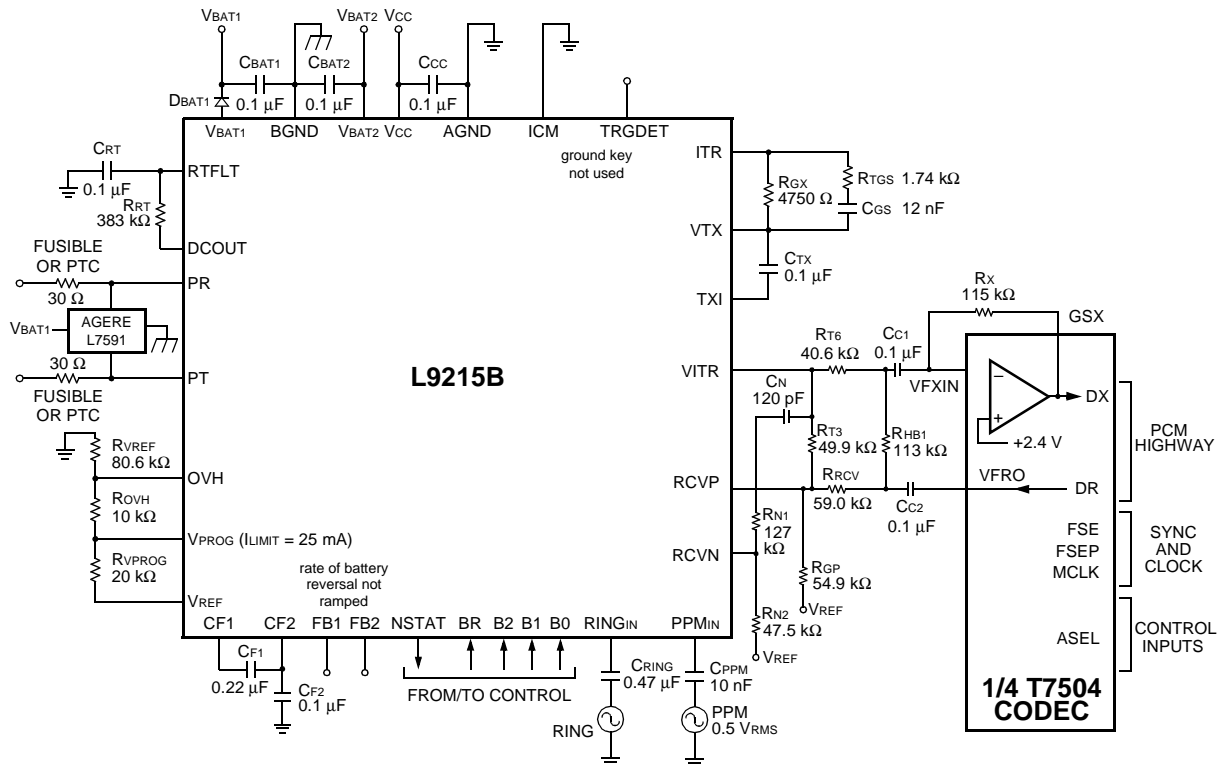 VBAT1
VBAT2 VCC
CBAT1
0.1 µF
CBAT2
0.1 µF
CCC
0.1 µF
DBAT1
VBAT1
BGND
VBAT2 VCC
AGND
ICM
TRGDET
ground key
not used
CRT
0.1 µF
RTFLT
RRT
383 kΩ
DCOUT
FUSIBLE
OR PTC
30 Ω
PR
VBAT1
AGERE
L7591
30 Ω
PT
FUSIBLE
OR PTC
RVREF
80.6 kΩ
OVH
ROVH
10 kΩ
VPROG (ILIMIT = 25 mA)
RVPROG
20 kΩ
VREF
rate of battery
reversal not
ramped
L9215B
ITR
RGX
4750 Ω
RTGS 1.74 kΩ
CGS 12 nF
VTX
CTX
0.1 µF
TXI
RX
115 kΩ
GSX
RT6
40.6 kΩ
CC1
0.1 µF
VITR
VFXIN
CN
120 pF
RT3
49.9 kΩ
RHB1
113 kΩ
+2.4 V
DX
PCM
HIGHWAY
RCVP
RRCV
59.0 kΩ
CC2
0.1 µF
VFRO
DR
RN1
127
kΩ
RCVN
RGP
54.9 kΩ
VREF
RN2
47.5 kΩ
VREF
FSE
FSEP
MCLK
SYNC
AND
CLOCK
ASEL
CONTROL
INPUTS
1/4 T7504
CODEC
CF1 CF2 FB1 FB2 NSTAT BR B2 B1 B0 RINGIN PPMIN
CF1
0.22 µF
CF2
0.1 µF
FROM/TO CONTROL
CRING
0.47 µF
RING
CPPM
10 nF
PPM
0.5 VRMS